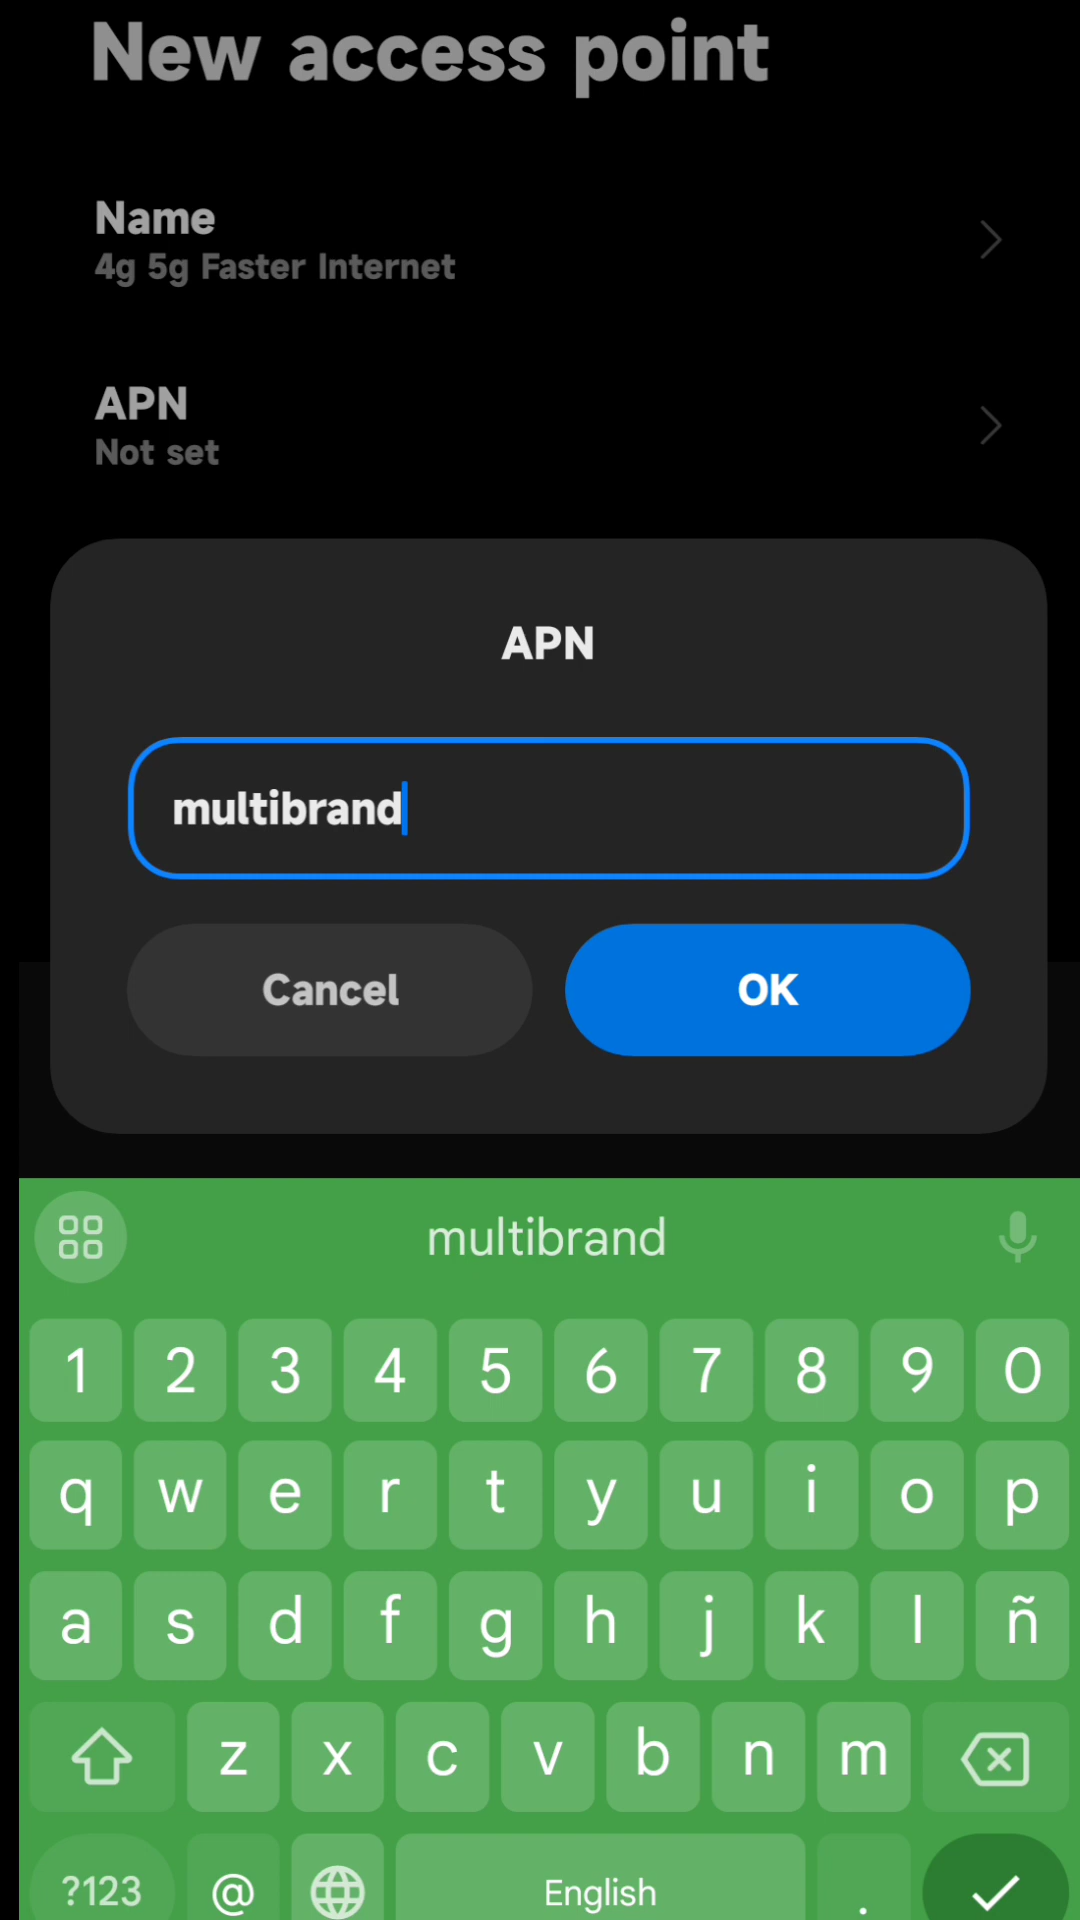 New access point
Name
4g 5g Faster Internet
APN
Not set
APN
multibrand
Cancel
OK
multibrand
1 2 3 4 5 6 7 8 9 0
q w e r t y u i o p
a s d f g h j k l ñ
z x c v b n m
?123 @ English .